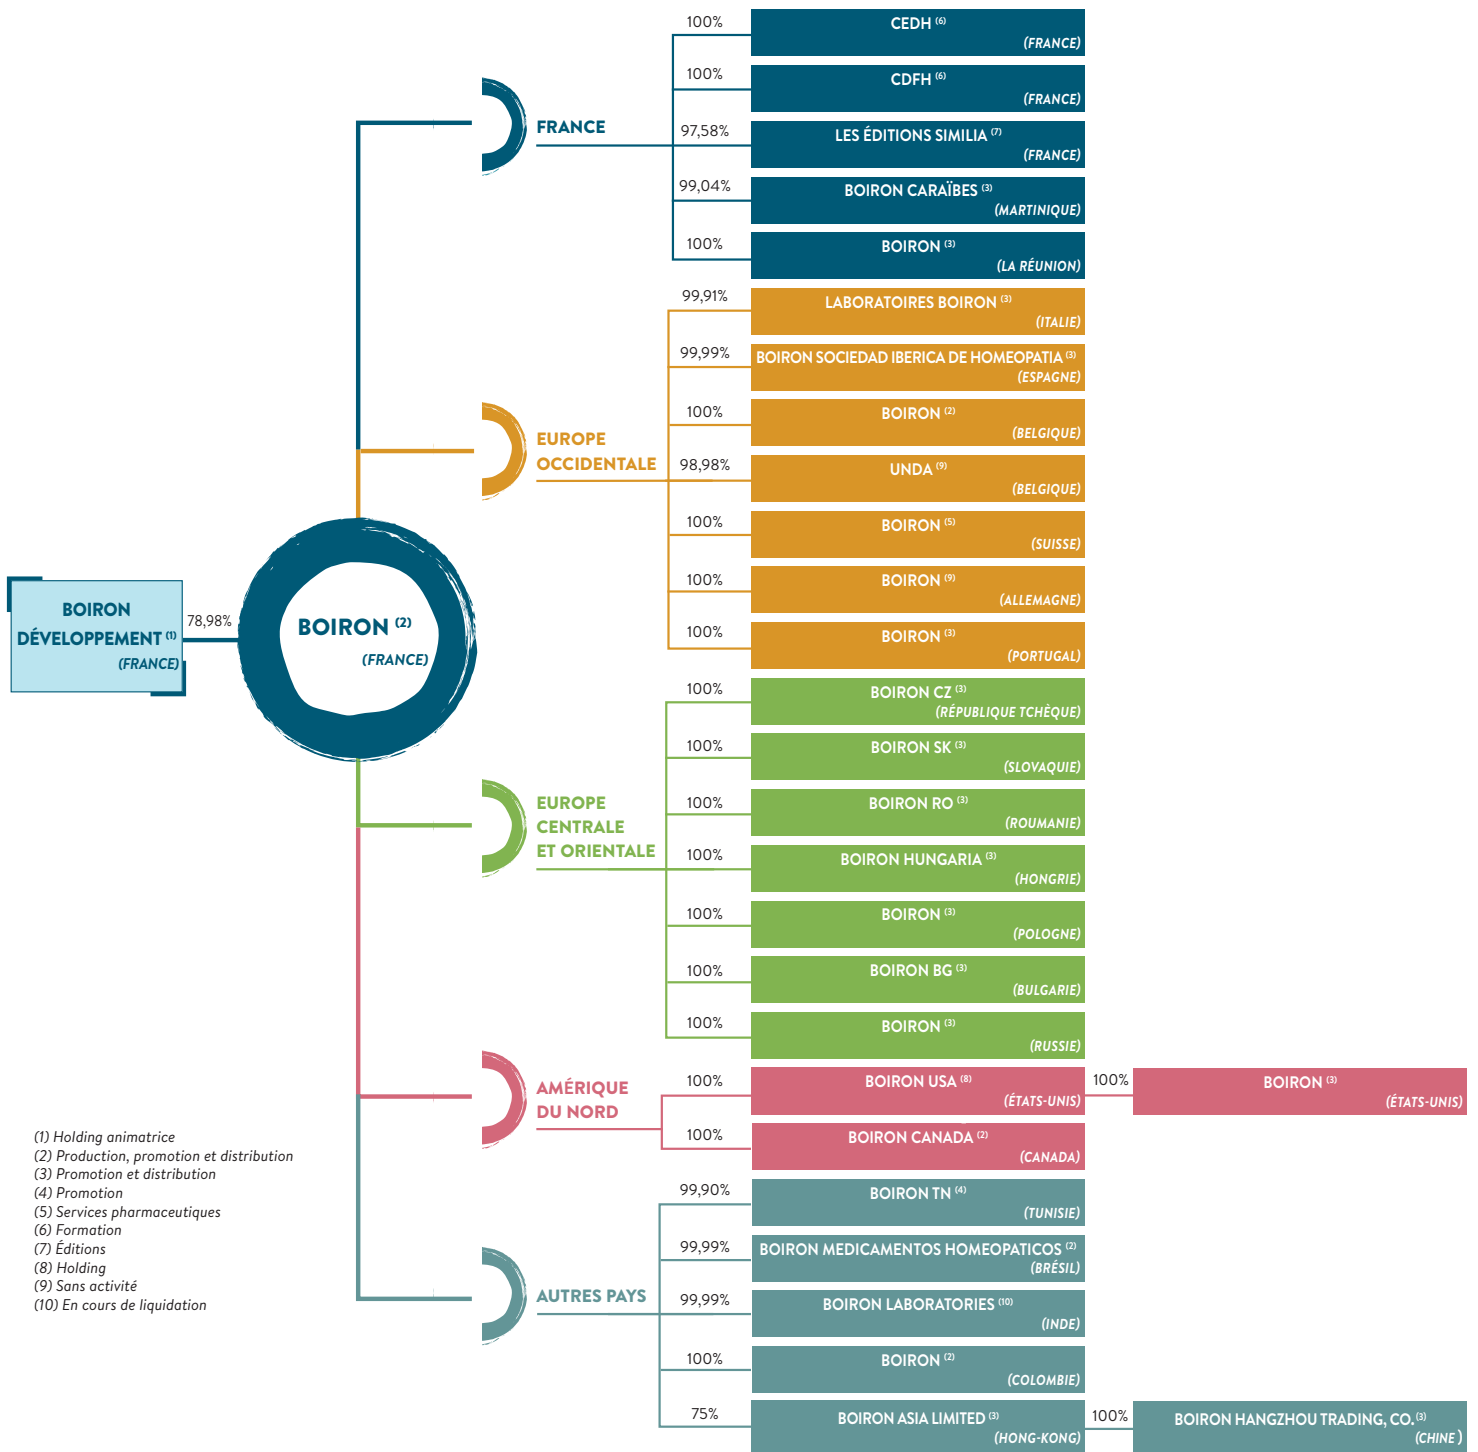 BOIRON
DÉVELOPPEMENT (1)
(FRANCE)
78,98%
BOIRON (2)
(FRANCE)
FRANCE
100%
CEDH (6)
(FRANCE)
100%
CDFH (6)
(FRANCE)
97,58%
LES ÉDITIONS SIMILIA (7)
(FRANCE)
99,04%
BOIRON CARAÏBES (3)
(MARTINIQUE)
100%
BOIRON (3)
(LA RÉUNION)
EUROPE
OCCIDENTALE
99,91%
LABORATOIRES BOIRON (3)
(ITALIE)
99,99%
BOIRON SOCIEDAD IBERICA DE HOMEOPATIA (3)
(ESPAGNE)
100%
BOIRON (2)
(BELGIQUE)
98,98%
UNDA (9)
(BELGIQUE)
100%
BOIRON (5)
(SUISSE)
100%
BOIRON (9)
(ALLEMAGNE)
100%
BOIRON (3)
(PORTUGAL)
EUROPE
CENTRALE
ET ORIENTALE
100%
BOIRON CZ (3)
(RÉPUBLIQUE TCHÈQUE)
100%
BOIRON SK (3)
(SLOVAQUIE)
100%
BOIRON RO (3)
(ROUMANIE)
100%
BOIRON HUNGARIA (3)
(HONGRIE)
100%
BOIRON (3)
(POLOGNE)
100%
BOIRON BG (3)
(BULGARIE)
100%
BOIRON (3)
(RUSSIE)
AMÉRIQUE
DU NORD
100%
BOIRON USA (8)
(ÉTATS-UNIS)
100%
BOIRON (3)
(ÉTATS-UNIS)
100%
BOIRON CANADA (2)
(CANADA)
AUTRES PAYS
99,90%
BOIRON TN (4)
(TUNISIE)
99,99%
BOIRON MEDICAMENTOS HOMEOPATICOS (2)
(BRÉSIL)
99,99%
BOIRON LABORATORIES (10)
(INDE)
100%
BOIRON (2)
(COLOMBIE)
75%
BOIRON ASIA LIMITED (3)
(HONG-KONG)
100%
BOIRON HANGZHOU TRADING, CO. (3)
(CHINE )
(1) Holding animatrice
(2) Production, promotion et distribution
(3) Promotion et distribution
(4) Promotion
(5) Services pharmaceutiques
(6) Formation
(7) Éditions
(8) Holding
(9) Sans activité
(10) En cours de liquidation